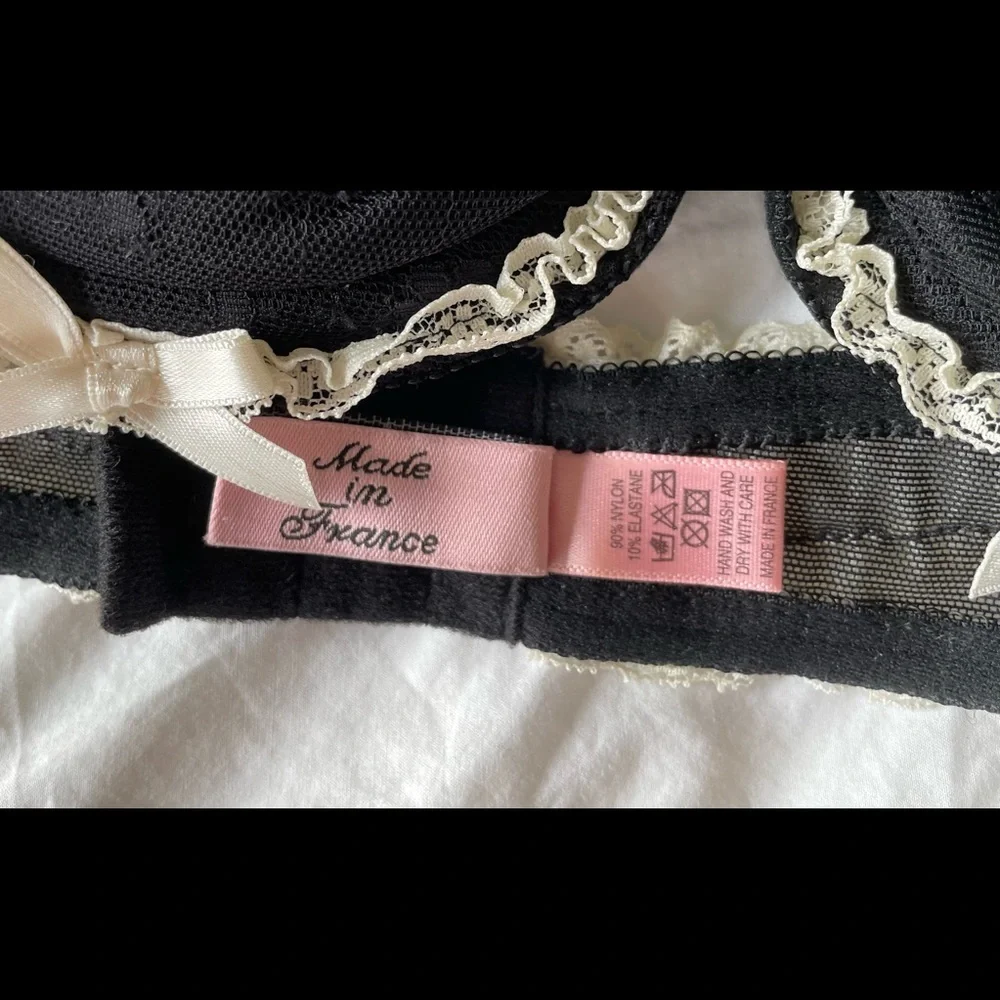 Made
in
France
90% NYLON
10% ELASTANE
HAND WASH AND
DRY WITH CARE
MADE IN FRANCE